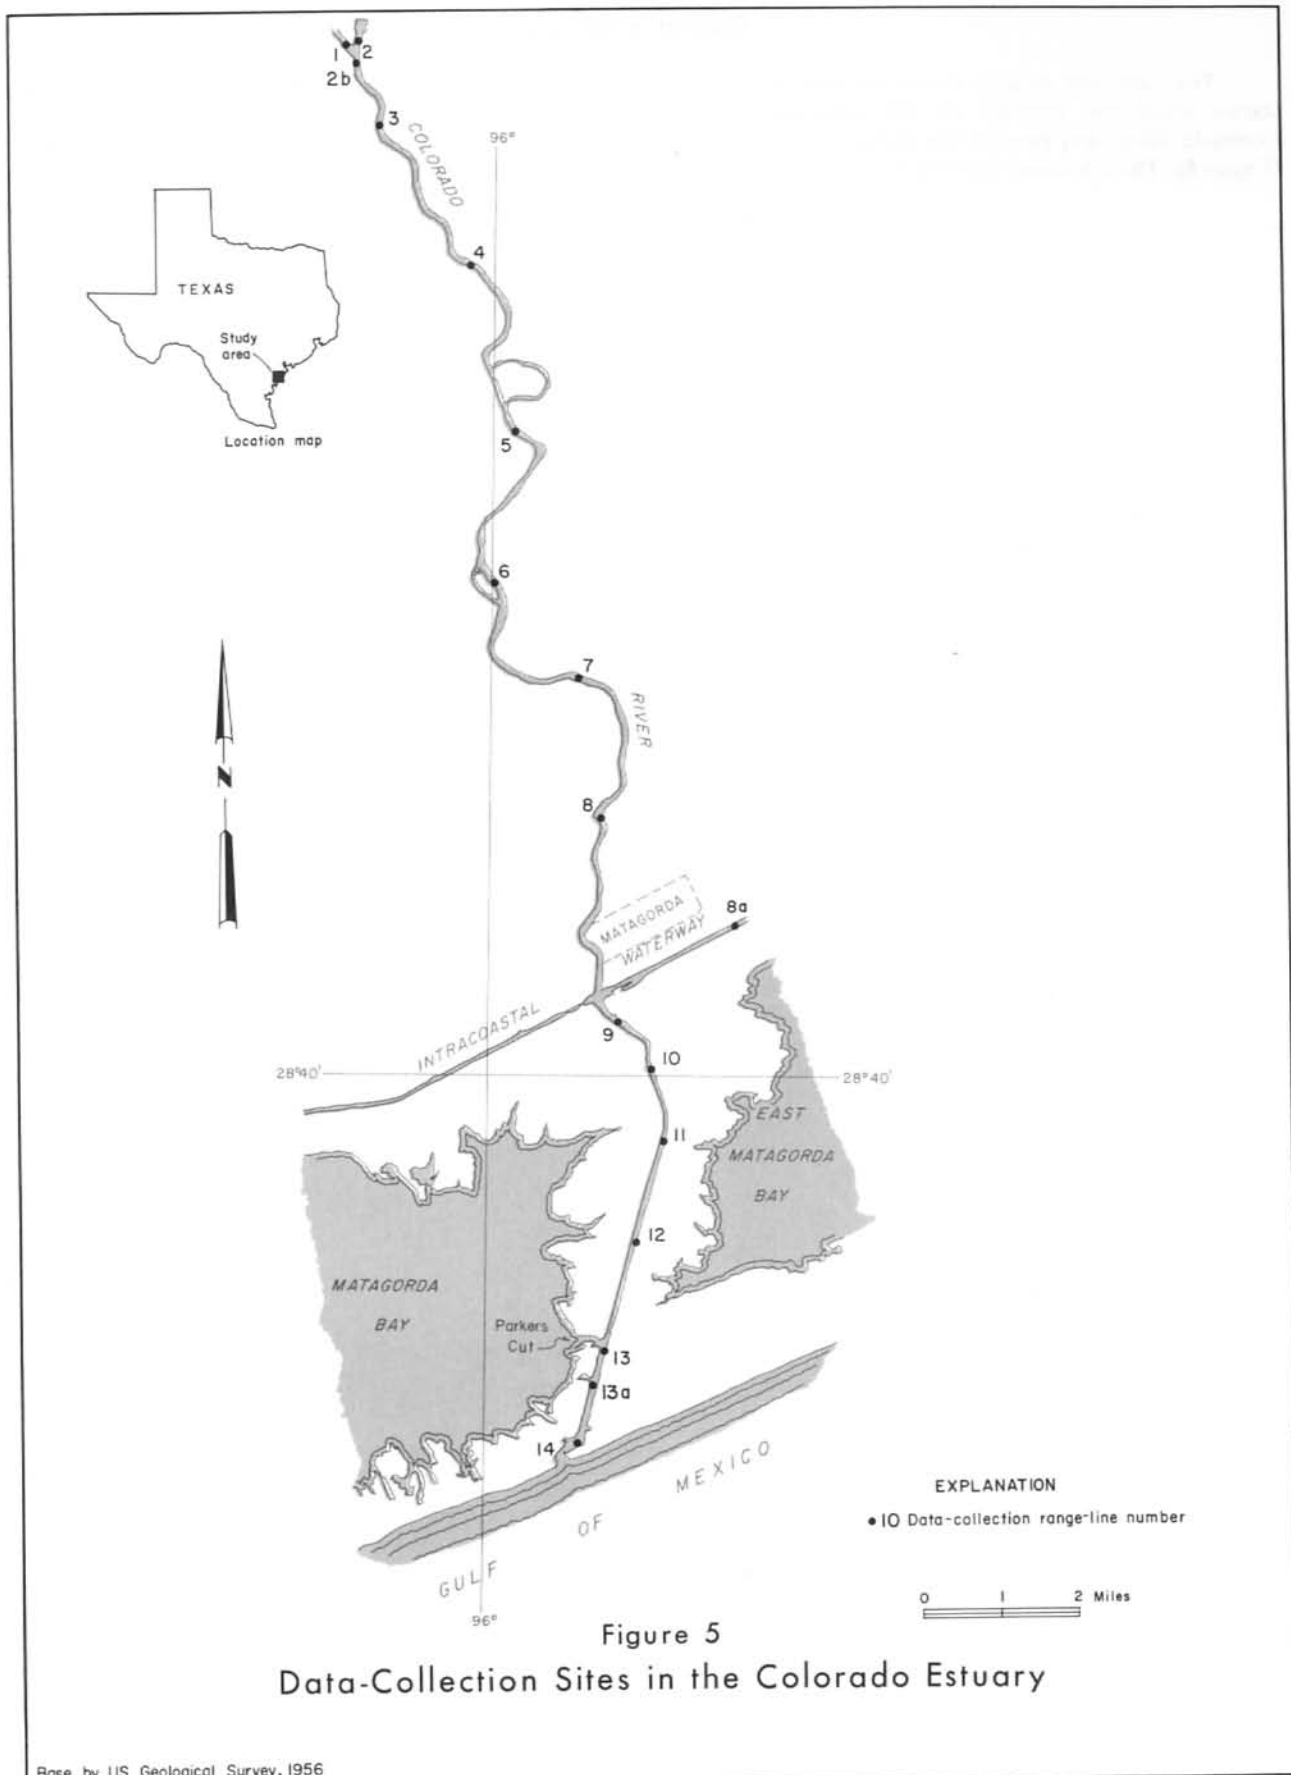 1
2
2b
3
COLORADO
96°
4
TEXAS
Study
area
Location map
5
6
7
RIVER
N
8
MATAGORDA
8a
WATERWAY
INTRACOASTAL
9
10
28°40'
28°40'
EAST
MATAGORDA
BAY
11
12
MATAGORDA
BAY
Parkers
Cut
13
13a
14
GULF OF MEXICO
96°
EXPLANATION
•10 Data-collection range-line number
0 1 2 Miles
Figure 5
Data-Collection Sites in the Colorado Estuary
Base by US Geological Survey, 1956